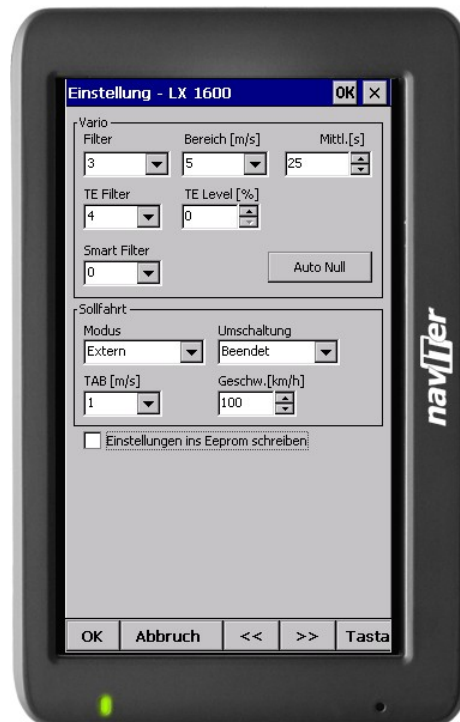 Einstellung - LX 1600 OK ×
Vario
Filter Bereich [m/s] Mittl.[s]
3 5 25
TE Filter TE Level [%]
4 0
Smart Filter
0 Auto Null
Sollfahrt
Modus Umschaltung
Extern Beendet
TAB [m/s] Geschw.[km/h]
1 100
Einstellungen ins Eeprom schreiben
OK Abbruch << >> Tasta
naviter